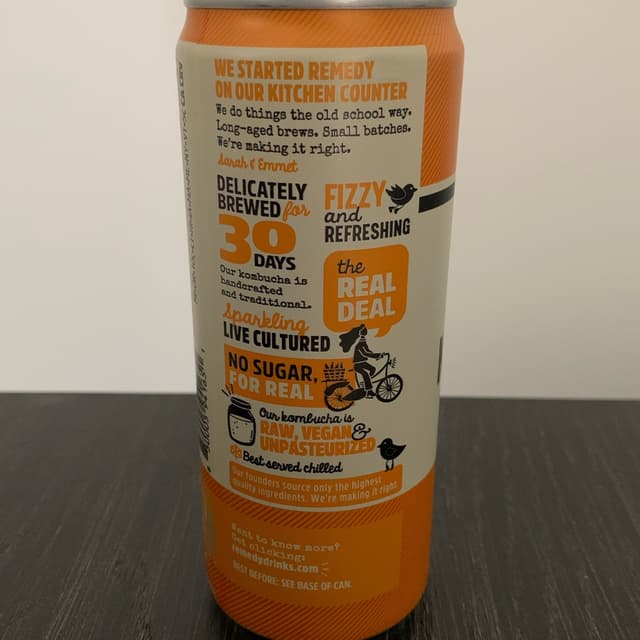 WE STARTED REMEDY
ON OUR KITCHEN COUNTER
We do things the old school way.
Long-aged brews. Small batches.
We're making it right.
Sarah & Emmet
DELICATELY
BREWED for
30
DAYS
Our kombucha is
handcrafted
and traditional.
FIZZY
and
REFRESHING
the
REAL
DEAL
Sparkling
LIVE CULTURED
NO SUGAR,
FOR REAL
Our kombucha is
RAW, VEGAN &
UNPASTEURIZED
Best served chilled
Our founders source only the highest
quality ingredients. We're making it right.
Want to know more?
Get clicking:
remedydrinks.com
BEST BEFORE: SEE BASE OF CAN.